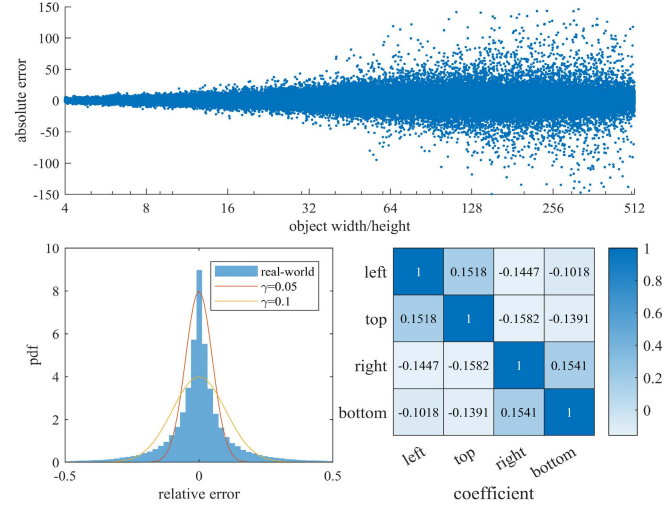 150
100
50
0
-50
-100
-150
absolute error
4 8 16 32 64 128 256 512
object width/height
10
8
6
4
2
0
pdf
real-world
γ=0.05
γ=0.1
-0.5 0 0.5
relative error
left 1 0.1518 -0.1447 -0.1018
top 0.1518 1 -0.1582 -0.1391
right -0.1447 -0.1582 1 0.1541
bottom -0.1018 -0.1391 0.1541 1
left top right bottom
coefficient
1
0.8
0.6
0.4
0.2
0